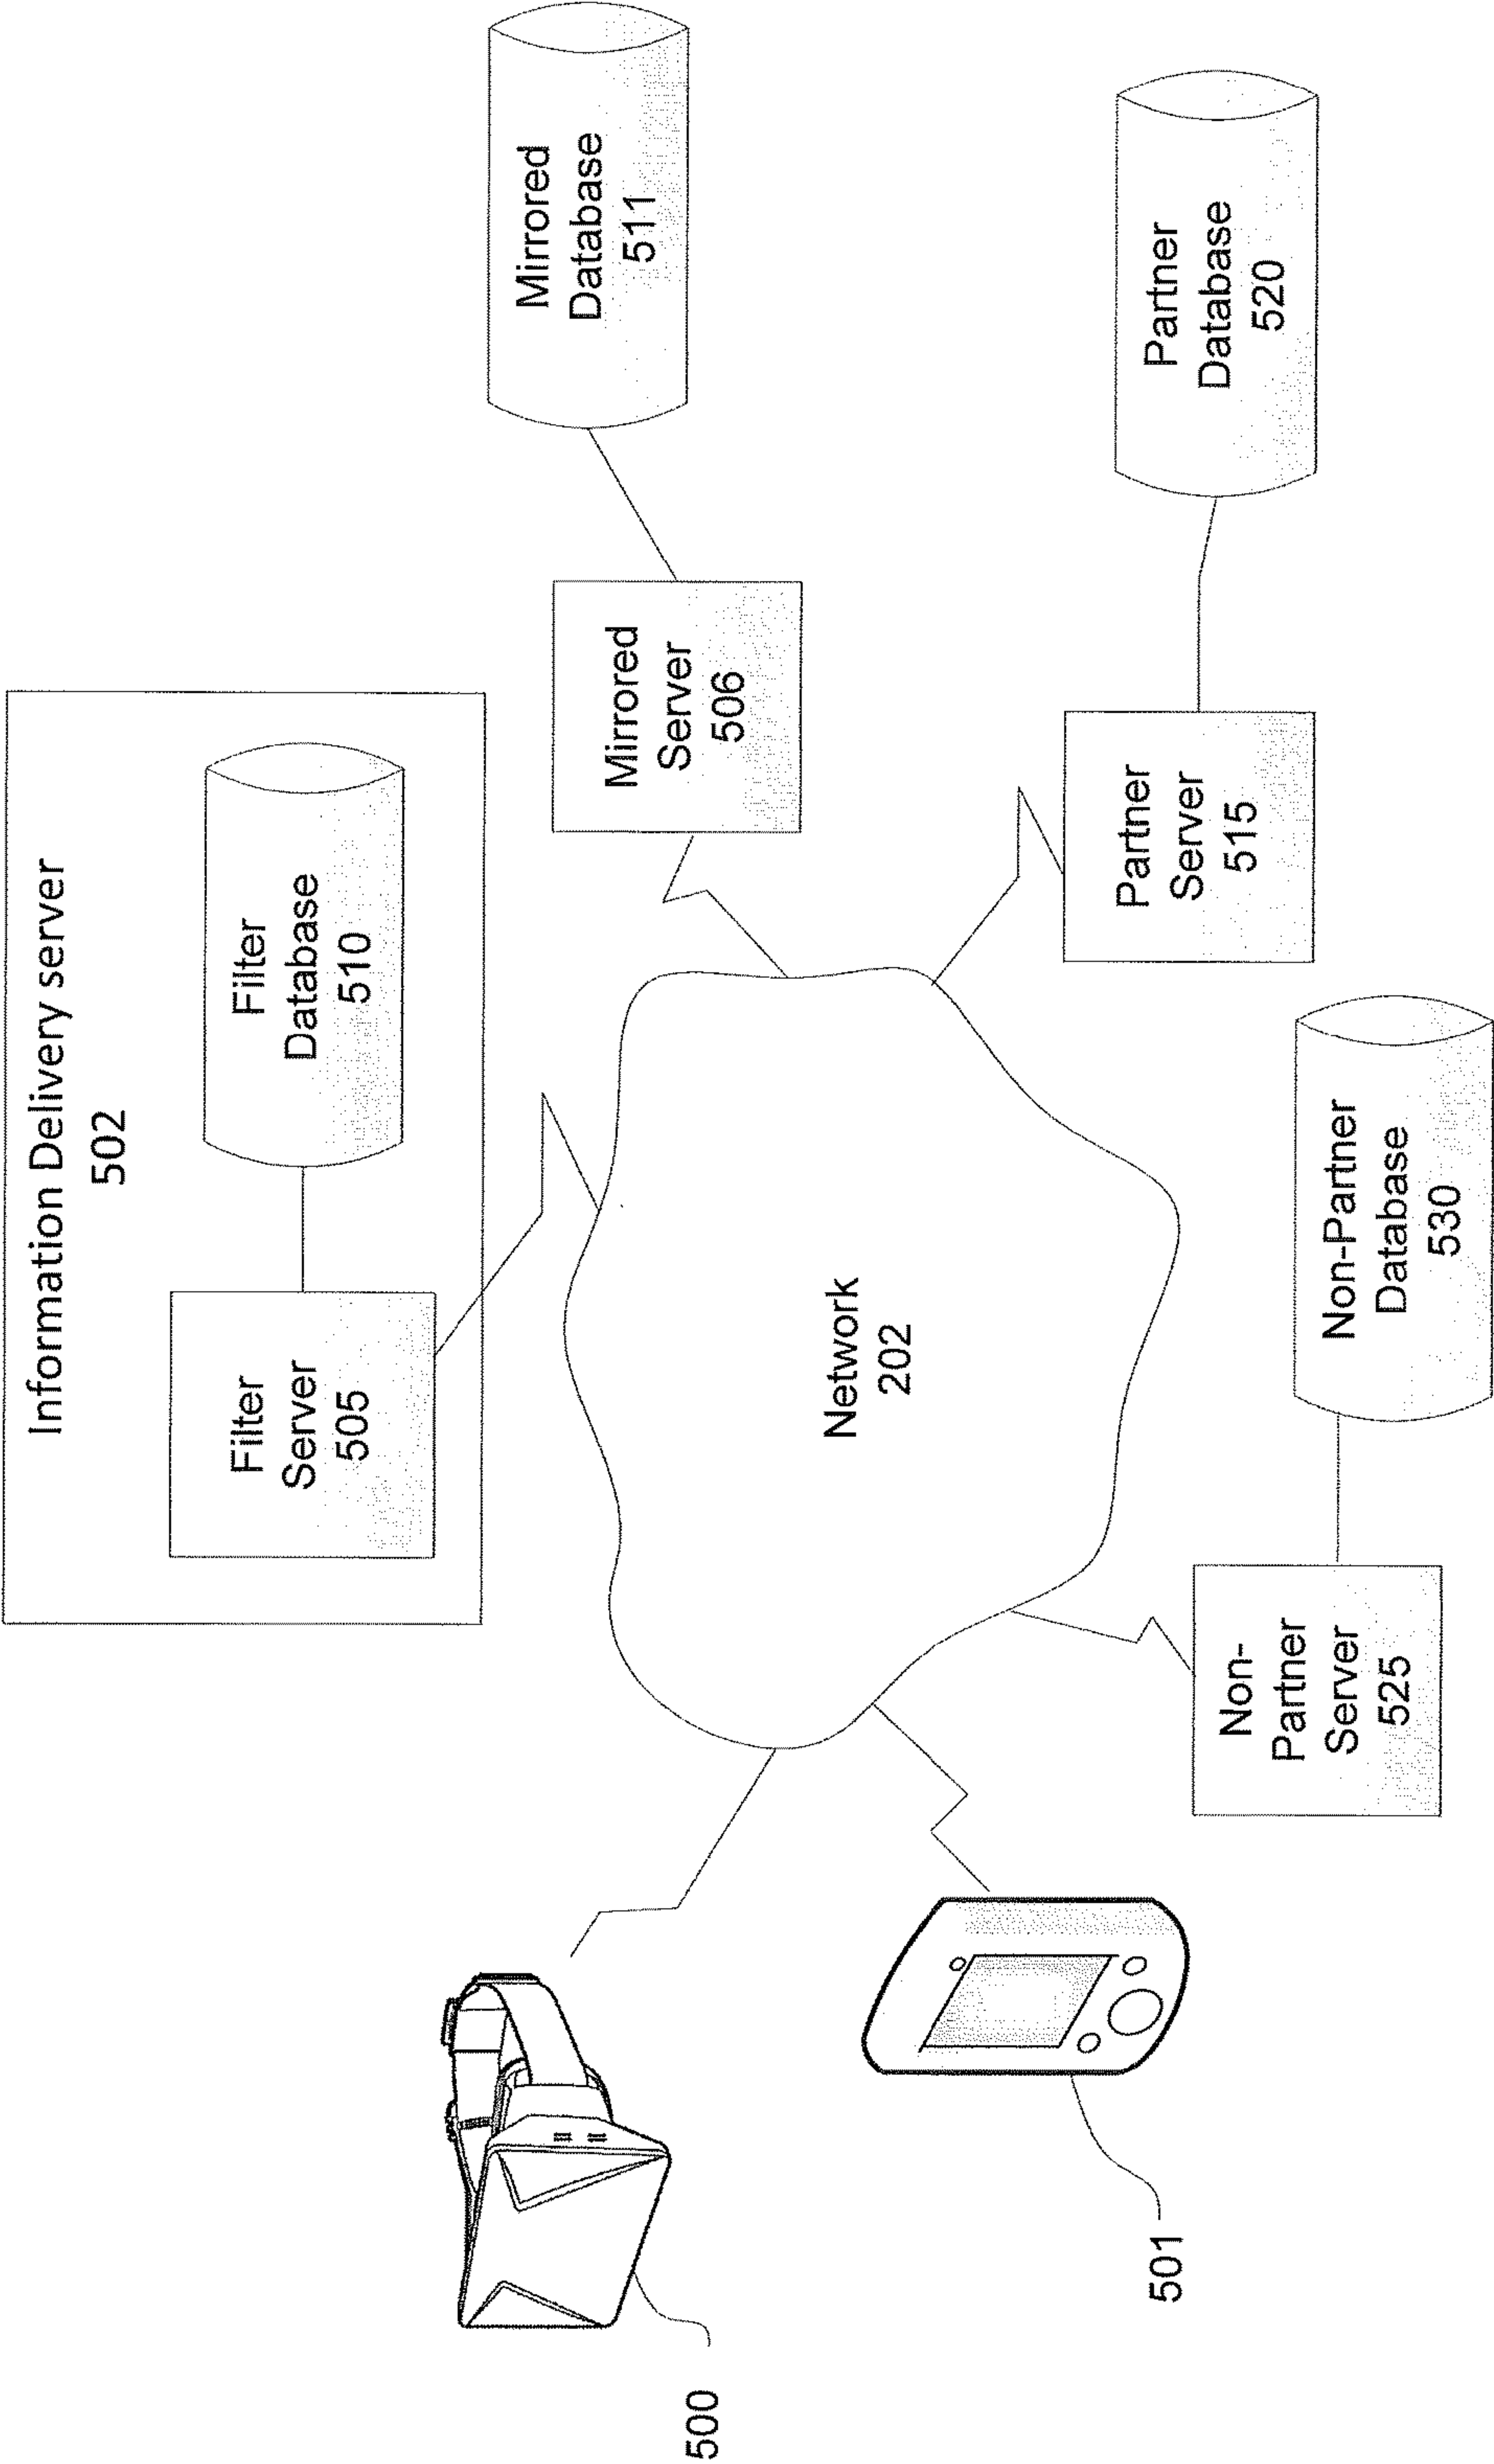 Information Delivery server
502
Filter
Server
505
Filter
Database
510
Mirrored
Server
506
Mirrored
Database
511
Network
202
Partner
Server
515
Partner
Database
520
Non-
Partner
Server
525
Non-Partner
Database
530
500
501